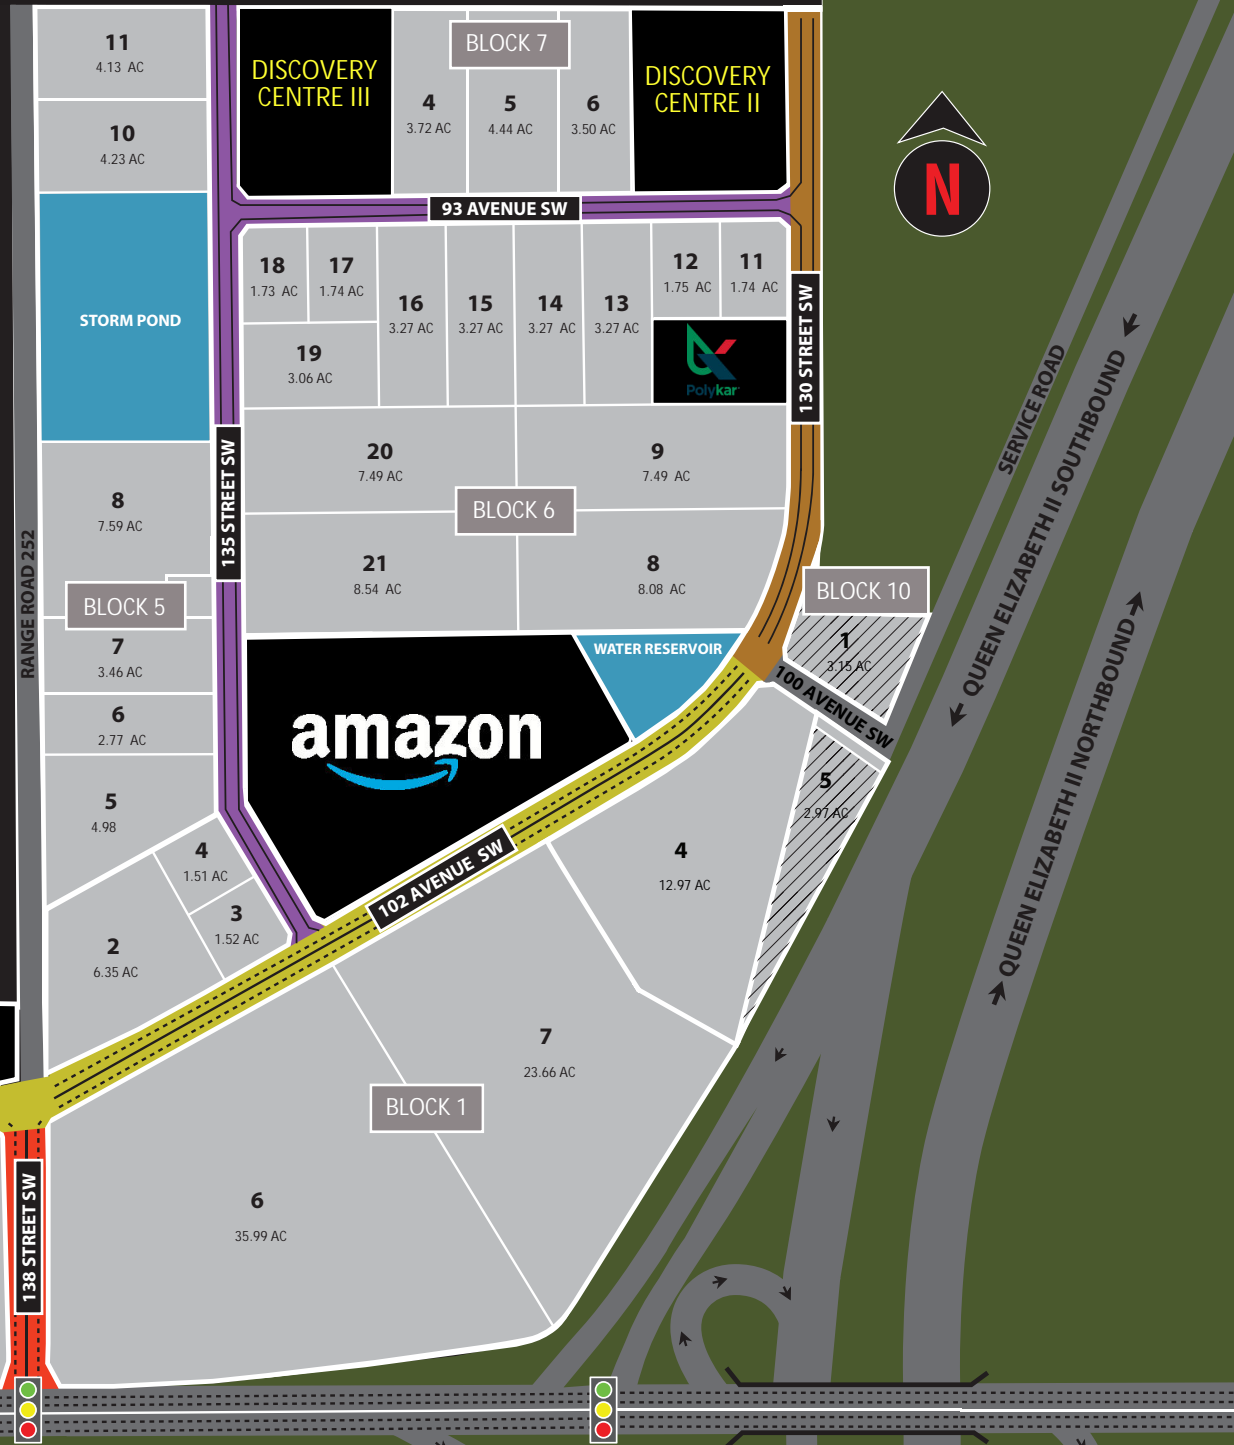 11
4.13 AC
10
4.23 AC
STORM POND
8
7.59 AC
BLOCK 5
7
3.46 AC
6
2.77 AC
5
4.98
4
1.51 AC
3
1.52 AC
2
6.35 AC
RANGE ROAD 252
135 STREET SW
DISCOVERY
CENTRE III
BLOCK 7
4
3.72 AC
5
4.44 AC
6
3.50 AC
DISCOVERY
CENTRE II
93 AVENUE SW
18
1.73 AC
17
1.74 AC
16
3.27 AC
15
3.27 AC
14
3.27 AC
13
3.27 AC
12
1.75 AC
11
1.74 AC
19
3.06 AC
Polykar
130 STREET SW
20
7.49 AC
9
7.49 AC
BLOCK 6
21
8.54 AC
8
8.08 AC
WATER RESERVOIR
amazon
102 AVENUE SW
BLOCK 10
1
3.15 AC
100 AVENUE SW
5
2.97 AC
4
12.97 AC
7
23.66 AC
BLOCK 1
6
35.99 AC
138 STREET SW
N
SERVICE ROAD
QUEEN ELIZABETH II SOUTHBOUND
QUEEN ELIZABETH II NORTHBOUND